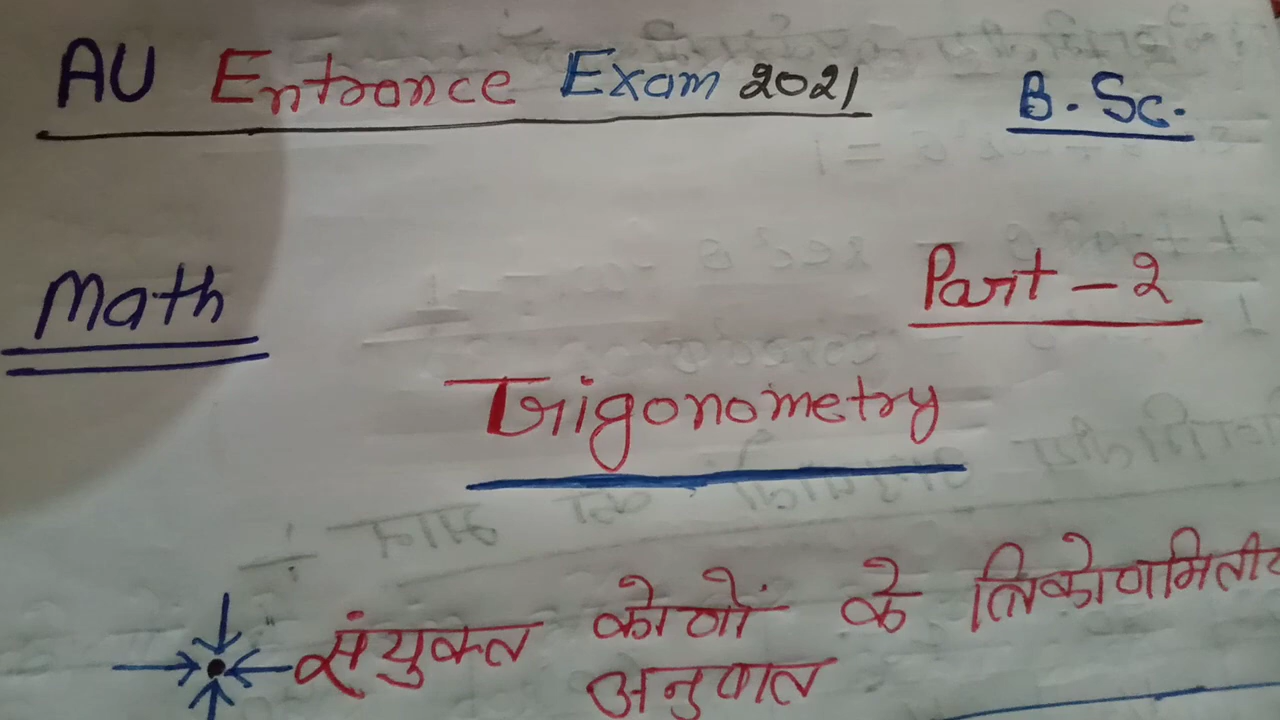 AU Entrance Exam 2021 B. Sc.
Math
Part - 2
Trigonometry
संयुक्त कोणों के त्रिकोणमितीय
अनुपात